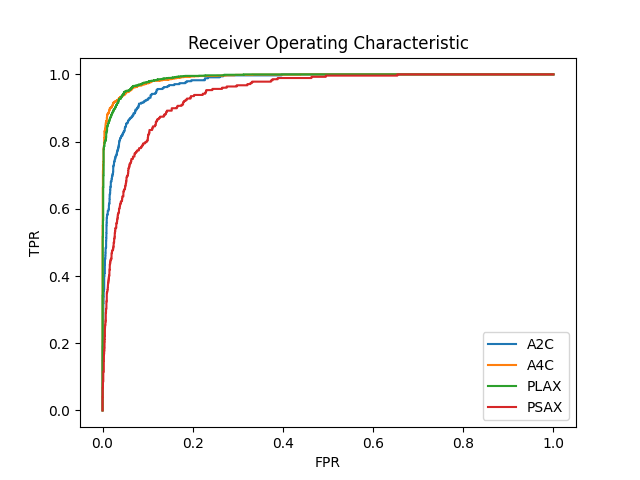 Receiver Operating Characteristic
TPR
1.0
0.8
0.6
0.4
0.2
0.0
A2C
A4C
PLAX
PSAX
0.0 0.2 0.4 0.6 0.8 1.0
FPR